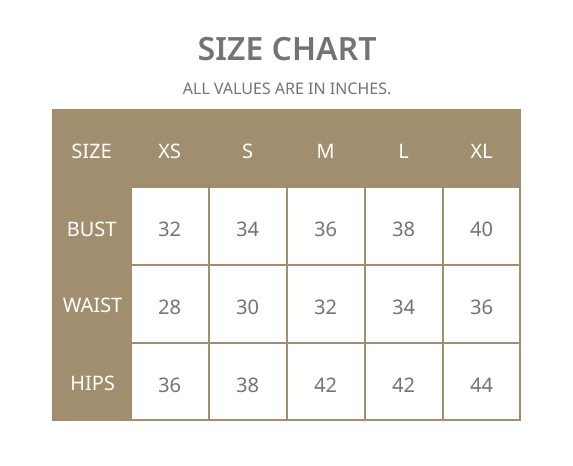 SIZE CHART
ALL VALUES ARE IN INCHES.
SIZE XS S M L XL
BUST 32 34 36 38 40
WAIST 28 30 32 34 36
HIPS 36 38 42 42 44